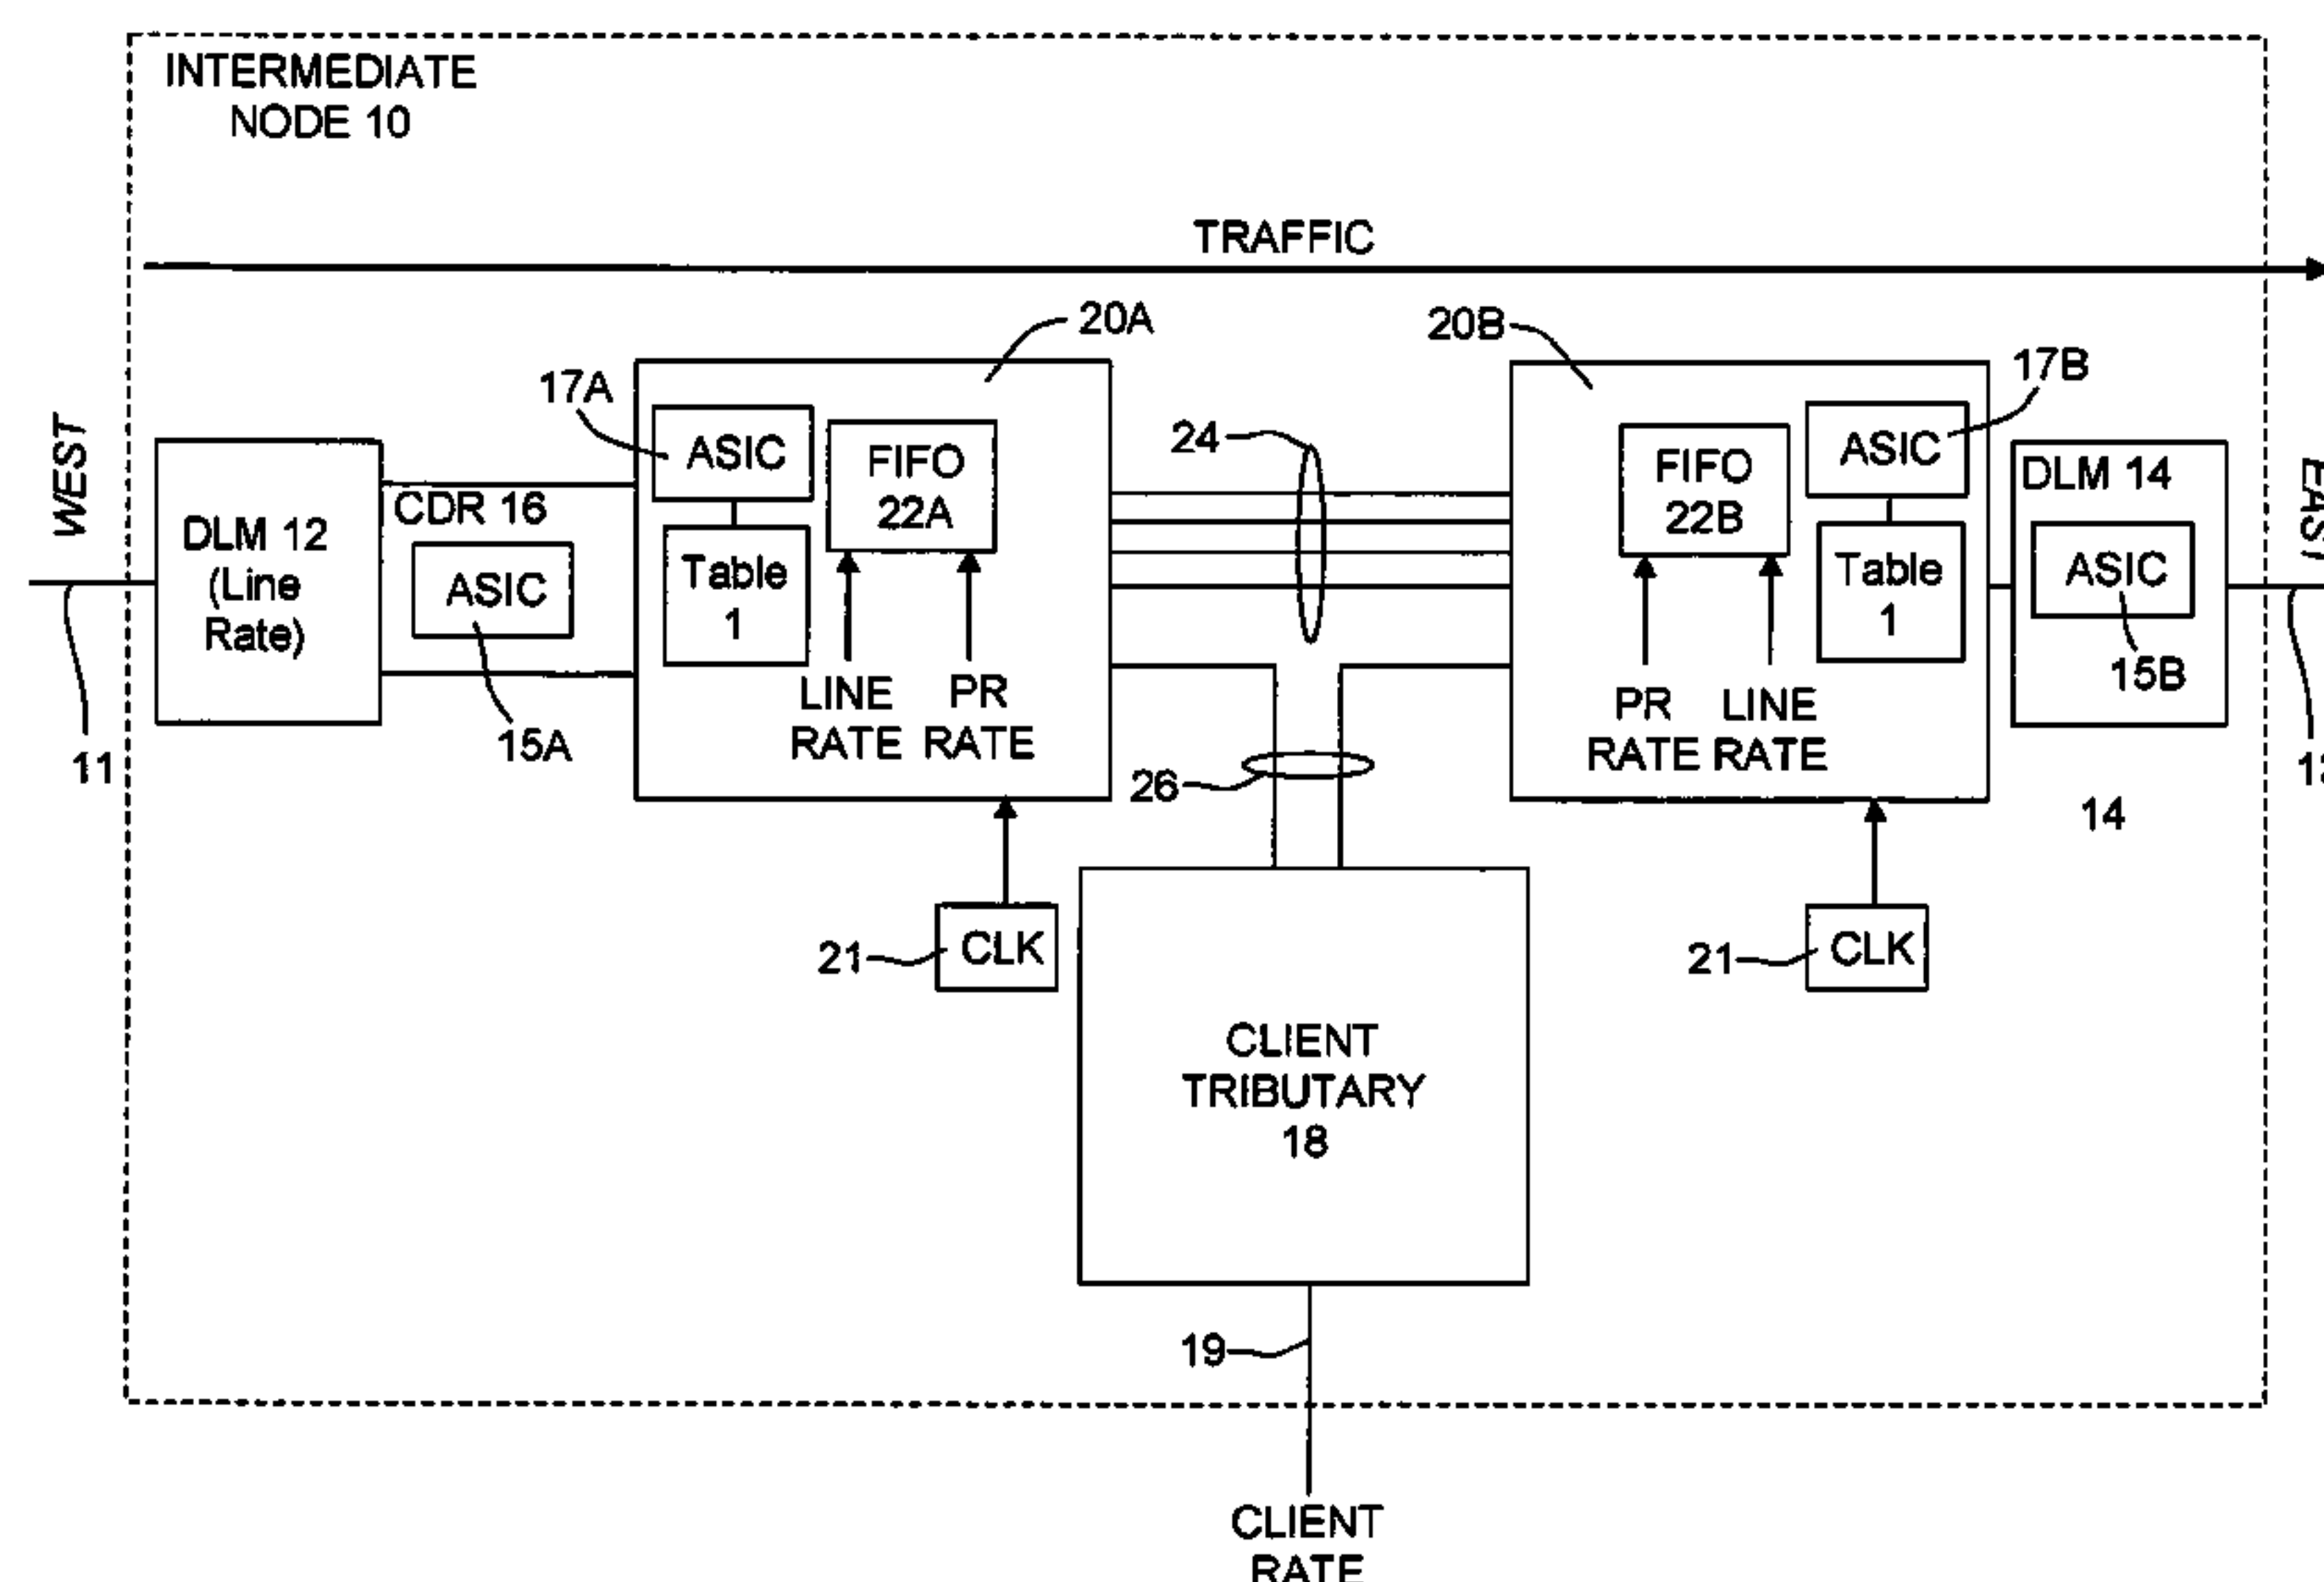 INTERMEDIATE
NODE 10
TRAFFIC
20A
20B
17A
17B
WEST
ASIC
FIFO
22A
24
FIFO
22B
ASIC
DLM 14
EAST
DLM 12
(Line
Rate)
CDR 16
ASIC
Table
1
Table
1
ASIC
LINE
RATE
PR
RATE
PR
RATE
LINE
RATE
15B
11
15A
26
14
21
CLK
21
CLK
CLIENT
TRIBUTARY
18
19
CLIENT
RATE